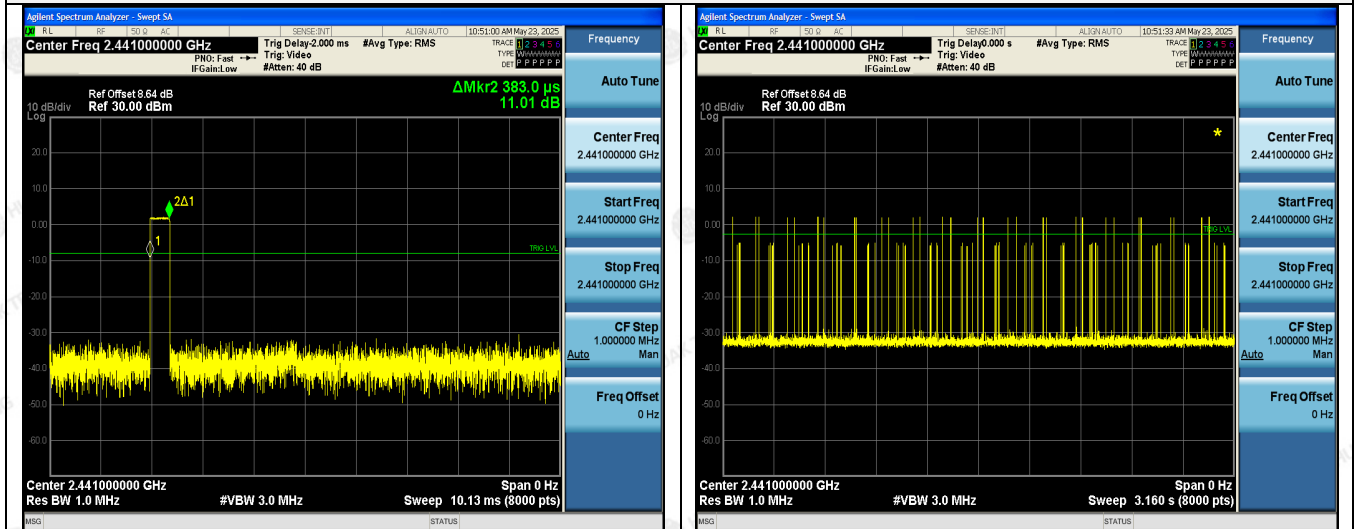 Agilent Spectrum Analyzer - Swept SA
RL RF 50 Ω AC SENSE:INT ALIGN AUTO 10:51:00 AM May 23, 2025
Center Freq 2.441000000 GHz
PNO: Fast
IFGain:Low
Trig Delay-2.000 ms
Trig: Video
#Atten: 40 dB
#Avg Type: RMS
TRACE 1 2 3 4 5 6
TYPE W
DET P P P P P P
ΔMkr2 383.0 μs
11.01 dB
Ref Offset 8.64 dB
10 dB/div Ref 30.00 dBm
Log
20.0
10.0
0.00
-10.0
-20.0
-30.0
-40.0
-50.0
-60.0
2Δ1
1
TRIG LVL
Center 2.441000000 GHz Span 0 Hz
Res BW 1.0 MHz #VBW 3.0 MHz Sweep 10.13 ms (8000 pts)
MSG STATUS
Frequency
Auto Tune
Center Freq
2.441000000 GHz
Start Freq
2.441000000 GHz
Stop Freq
2.441000000 GHz
CF Step
1.000000 MHz
Auto Man
Freq Offset
0 Hz
Agilent Spectrum Analyzer - Swept SA
RL RF 50 Ω AC SENSE:INT ALIGN AUTO 10:51:33 AM May 23, 2025
Center Freq 2.441000000 GHz
PNO: Fast
IFGain:Low
Trig Delay0.000 s
Trig: Video
#Atten: 40 dB
#Avg Type: RMS
TRACE 1 2 3 4 5 6
TYPE W
DET P P P P P P
Ref Offset 8.64 dB
10 dB/div Ref 30.00 dBm
Log
*
20.0
10.0
0.00
-10.0
-20.0
-30.0
-40.0
-50.0
-60.0
TRIG LVL
Center 2.441000000 GHz Span 0 Hz
Res BW 1.0 MHz #VBW 3.0 MHz Sweep 3.160 s (8000 pts)
MSG STATUS
Frequency
Auto Tune
Center Freq
2.441000000 GHz
Start Freq
2.441000000 GHz
Stop Freq
2.441000000 GHz
CF Step
1.000000 MHz
Auto Man
Freq Offset
0 Hz